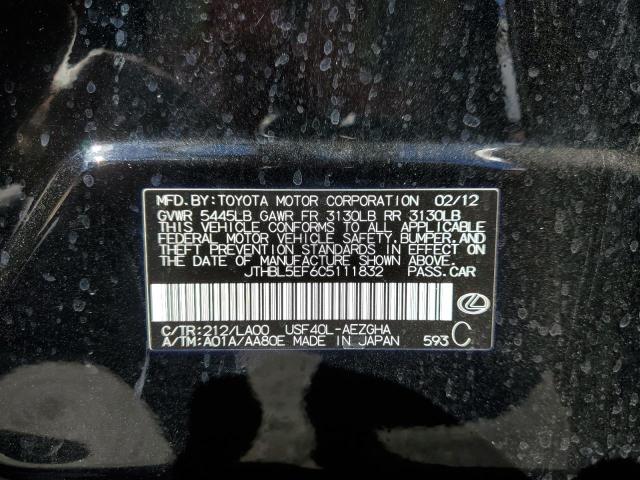 MFD.BY:TOYOTA MOTOR CORPORATION 02/12
GVWR 5445LB GAWR FR 3130LB RR 3130LB
THIS VEHICLE CONFORMS TO ALL APPLICABLE
FEDERAL MOTOR VEHICLE SAFETY,BUMPER,AND
THEFT PREVENTION STANDARDS IN EFFECT ON
THE DATE OF MANUFACTURE SHOWN ABOVE.
JTHBL5EF6C5111832 PASS.CAR
C/TR:212/LA00 USF40L-AEZGHA
A/TM:A01A/AA80E MADE IN JAPAN 593 C